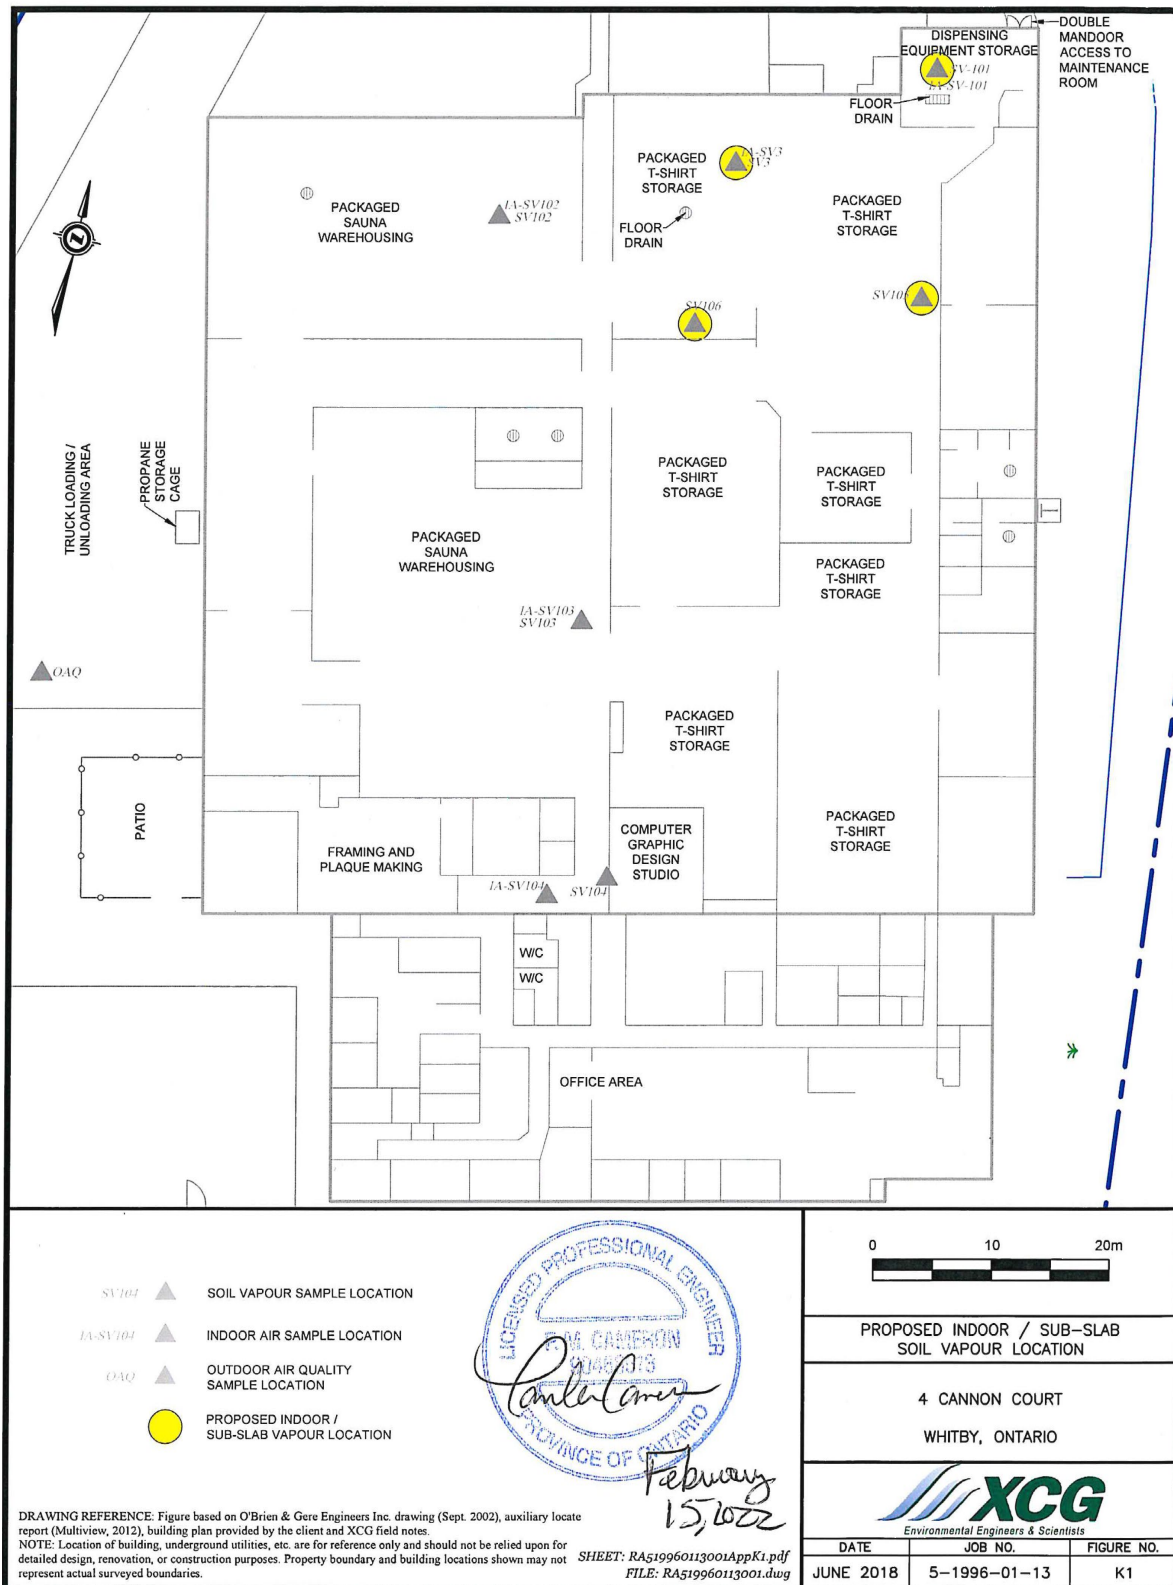 DOUBLE
MANDOOR
ACCESS TO
MAINTENANCE
ROOM
DISPENSING
EQUIPMENT STORAGE
SV-101
IA-SV-101
FLOOR
DRAIN
IA-SV3
SV3
PACKAGED
T-SHIRT
STORAGE
PACKAGED
T-SHIRT
STORAGE
FLOOR
DRAIN
PACKAGED
SAUNA
WAREHOUSING
IA-SV102
SV102
Z
SV105
SV106
TRUCK LOADING /
UNLOADING AREA
PROPANE
STORAGE
CAGE
PACKAGED
T-SHIRT
STORAGE
PACKAGED
T-SHIRT
STORAGE
PACKAGED
SAUNA
WAREHOUSING
PACKAGED
T-SHIRT
STORAGE
IA-SV103
SV103
OAQ
PACKAGED
T-SHIRT
STORAGE
PATIO
FRAMING AND
PLAQUE MAKING
COMPUTER
GRAPHIC
DESIGN
STUDIO
PACKAGED
T-SHIRT
STORAGE
IA-SV104
SV104
W/C
W/C
OFFICE AREA
SV104 SOIL VAPOUR SAMPLE LOCATION
IA-SV104 INDOOR AIR SAMPLE LOCATION
OAQ OUTDOOR AIR QUALITY
SAMPLE LOCATION
PROPOSED INDOOR /
SUB-SLAB VAPOUR LOCATION
LICENSED PROFESSIONAL ENGINEER
M. CAMERON
PROVINCE OF ONTARIO
February
15, 2022
DRAWING REFERENCE: Figure based on O'Brien & Gere Engineers Inc. drawing (Sept. 2002), auxiliary locate
report (Multiview, 2012), building plan provided by the client and XCG field notes.
NOTE: Location of building, underground utilities, etc. are for reference only and should not be relied upon for
detailed design, renovation, or construction purposes. Property boundary and building locations shown may not
represent actual surveyed boundaries.
SHEET: RA519960113001AppK1.pdf
FILE: RA519960113001.dwg
0 10 20m
PROPOSED INDOOR / SUB-SLAB
SOIL VAPOUR LOCATION
4 CANNON COURT
WHITBY, ONTARIO
XCG
Environmental Engineers & Scientists
DATE JOB NO. FIGURE NO.
JUNE 2018 5-1996-01-13 K1